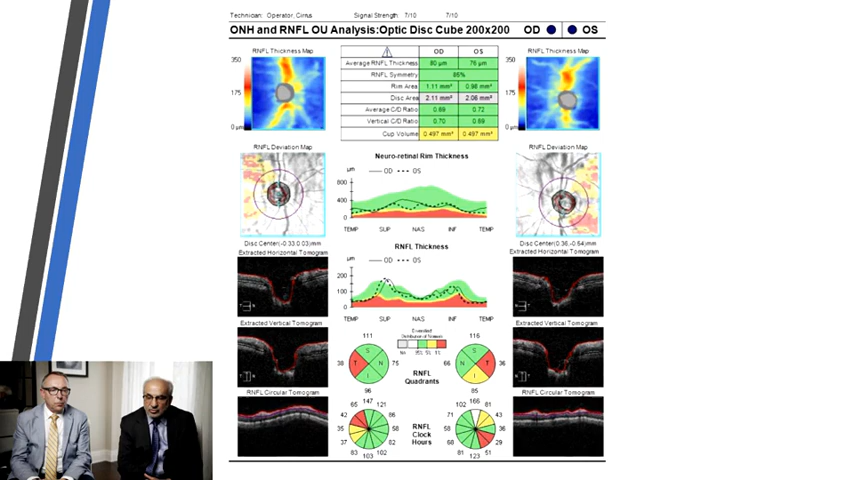 Technician: Operator, Cirrus Signal Strength 7/10 7/10
ONH and RNFL OU Analysis:Optic Disc Cube 200x200 OD OS
RNFL Thickness Map
350
175
0 µm
OD OS
Average RNFL Thickness 80 µm 76 µm
RNFL Symmetry 86%
Rim Area 1.11 mm² 0.98 mm²
Disc Area 2.11 mm² 2.06 mm²
Average C/D Ratio 0.69 0.72
Vertical C/D Ratio 0.70 0.69
Cup Volume 0.497 mm³ 0.497 mm³
RNFL Thickness Map
350
175
0 µm
RNFL Deviation Map
Disc Center(-0.33,0.03)mm
Neuro-retinal Rim Thickness
µm OD OS
800
400
0
TEMP SUP NAS INF TEMP
RNFL Deviation Map
Disc Center(0.36,-0.64)mm
Extracted Horizontal Tomogram
RNFL Thickness
µm OD OS
200
100
0
TEMP SUP NAS INF TEMP
Extracted Horizontal Tomogram
Extracted Vertical Tomogram
Distribution of Normals
NA 95% 5% 1%
Extracted Vertical Tomogram
111
38 T S N I 75
96
RNFL
Quadrants
116
66 N S T I 36
85
RNFL Circular Tomogram
147
65 121
42 86
35 58
37 82
83 102
103
RNFL
Clock
Hours
166
102 81
71 43
58 36
68 29
81 51
123
RNFL Circular Tomogram